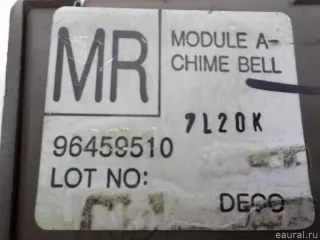 MR
MODULE A-
CHIME BELL
7L20K
96459510
LOT NO:
DECO
eaural.ru